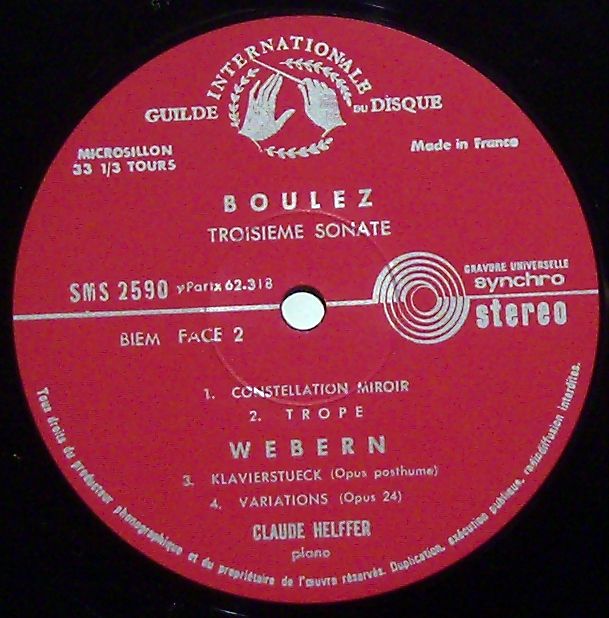 GUILDE INTERNATIONALE DU DISQUE
MICROSILLON
33 1/3 TOURS
Made in France
BOULEZ
TROISIEME SONATE
SMS 2590 y Parix 62.318
GRAVURE UNIVERSELLE
synchro
stereo
BIEM FACE 2
1. CONSTELLATION MIROIR
2. TROPE
WEBERN
3. KLAVIERSTUECK (Opus posthume)
4. VARIATIONS (Opus 24)
CLAUDE HELFFER
piano
Tous droits du producteur phonographique et du propriétaire de l'œuvre réservés. Duplication, exécution publique, radiodiffusion interdites.